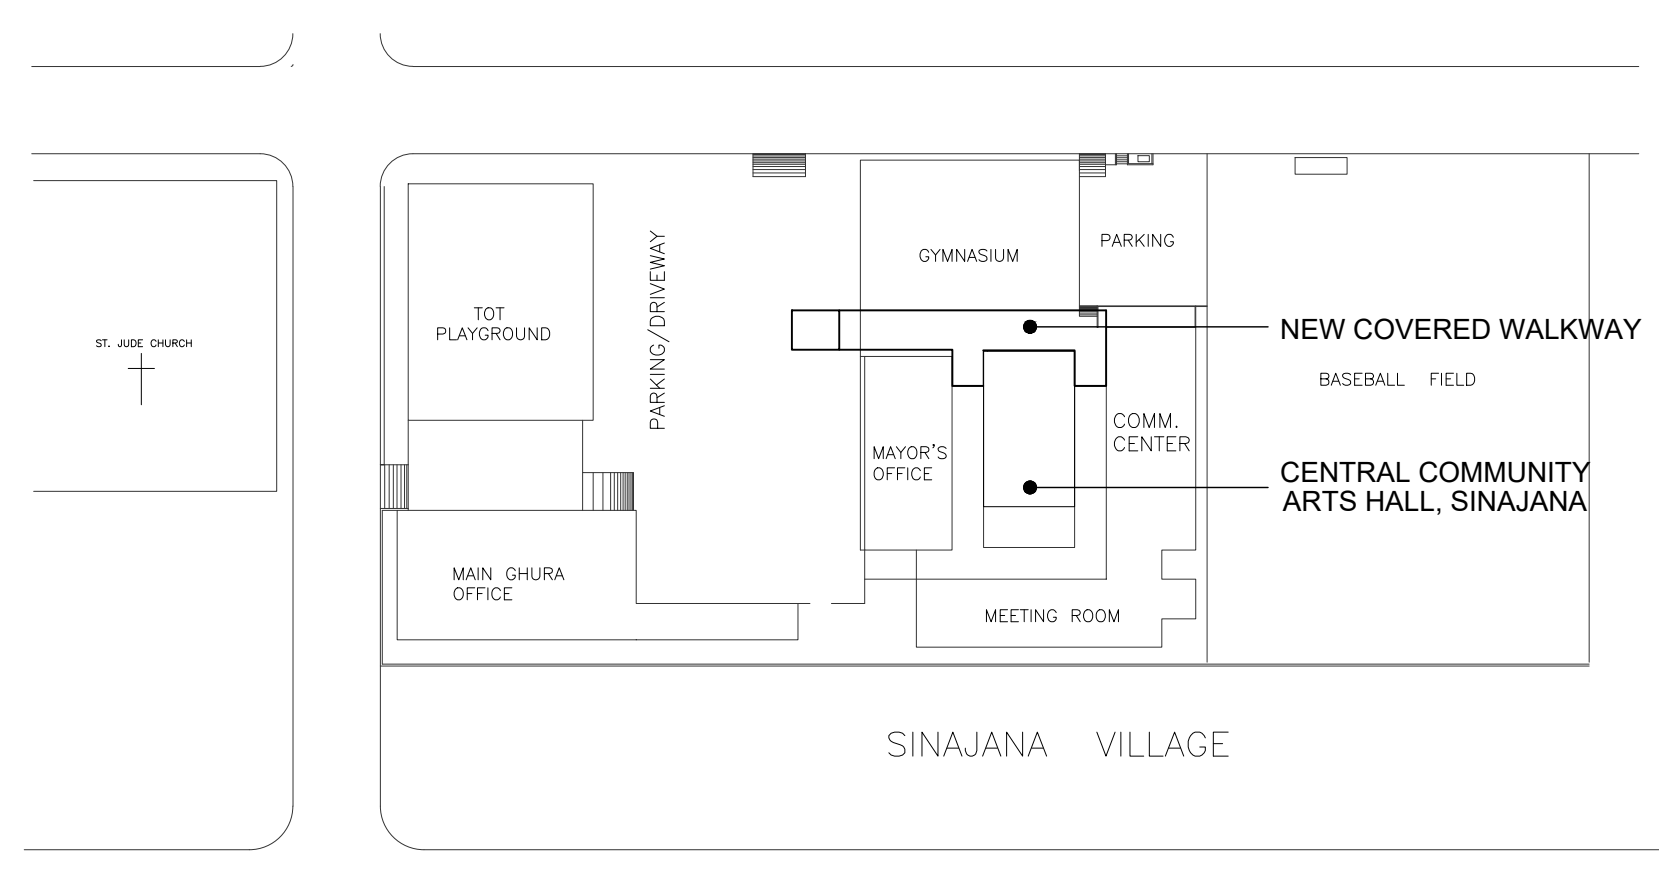 GYMNASIUM
PARKING
PARKING/DRIVEWAY
TOT
PLAYGROUND
ST. JUDE CHURCH
NEW COVERED WALKWAY
BASEBALL FIELD
COMM.
CENTER
MAYOR'S
OFFICE
CENTRAL COMMUNITY
ARTS HALL, SINAJANA
MAIN GHURA
OFFICE
MEETING ROOM
SINAJANA VILLAGE